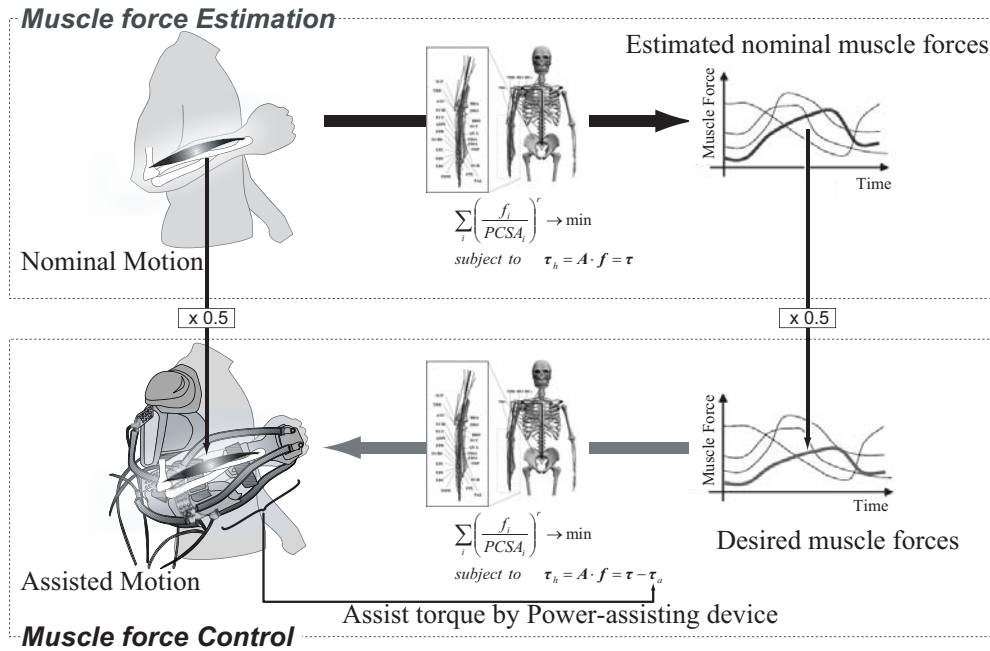 Muscle force Estimation
Estimated nominal muscle forces
Muscle Force
Time
∑ᵢ (fᵢ / PCSAᵢ)ʳ → min
subject to τₕ = A · f = τ
Nominal Motion
x 0.5
x 0.5
Muscle Force
Time
∑ᵢ (fᵢ / PCSAᵢ)ʳ → min
subject to τₕ = A · f = τ − τₐ
Desired muscle forces
Assisted Motion
Assist torque by Power-assisting device
Muscle force Control